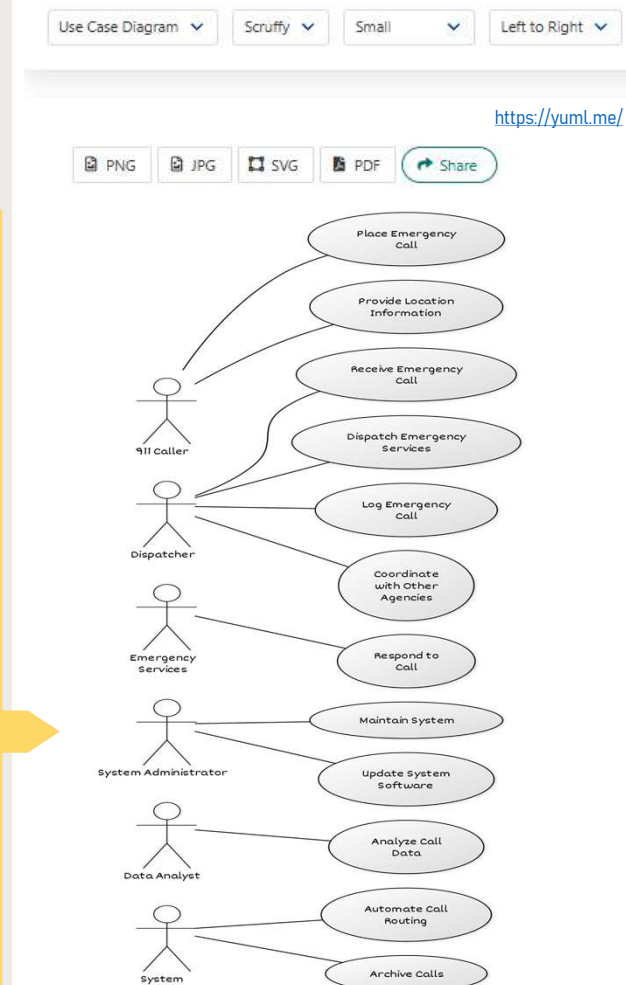 Use Case Diagram
Scruffy
Small
Left to Right
https://yuml.me/
PNG
JPG
SVG
PDF
Share
Place Emergency
Call
Provide Location
Information
Receive Emergency
Call
911 Caller
Dispatch Emergency
Services
Log Emergency
Call
Dispatcher
Coordinate
with Other
Agencies
Emergency
Services
Respond to
Call
Maintain System
System Administrator
Update System
Software
Analyze Call
Data
Data Analyst
Automate Call
Routing
System
Archive Calls